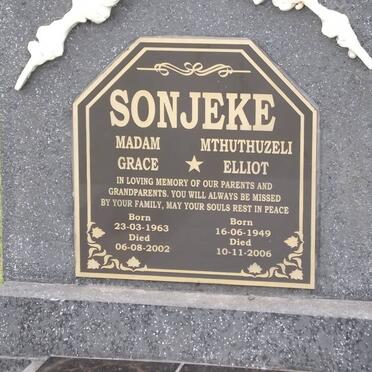 SONJEKE
MADAM MTHUTHUZELI
GRACE ★ ELLIOT
IN LOVING MEMORY OF OUR PARENTS AND
GRANDPARENTS. YOU WILL ALWAYS BE MISSED
BY YOUR FAMILY, MAY YOUR SOULS REST IN PEACE
Born Born
23-03-1963 16-06-1949
Died Died
06-08-2002 10-11-2006